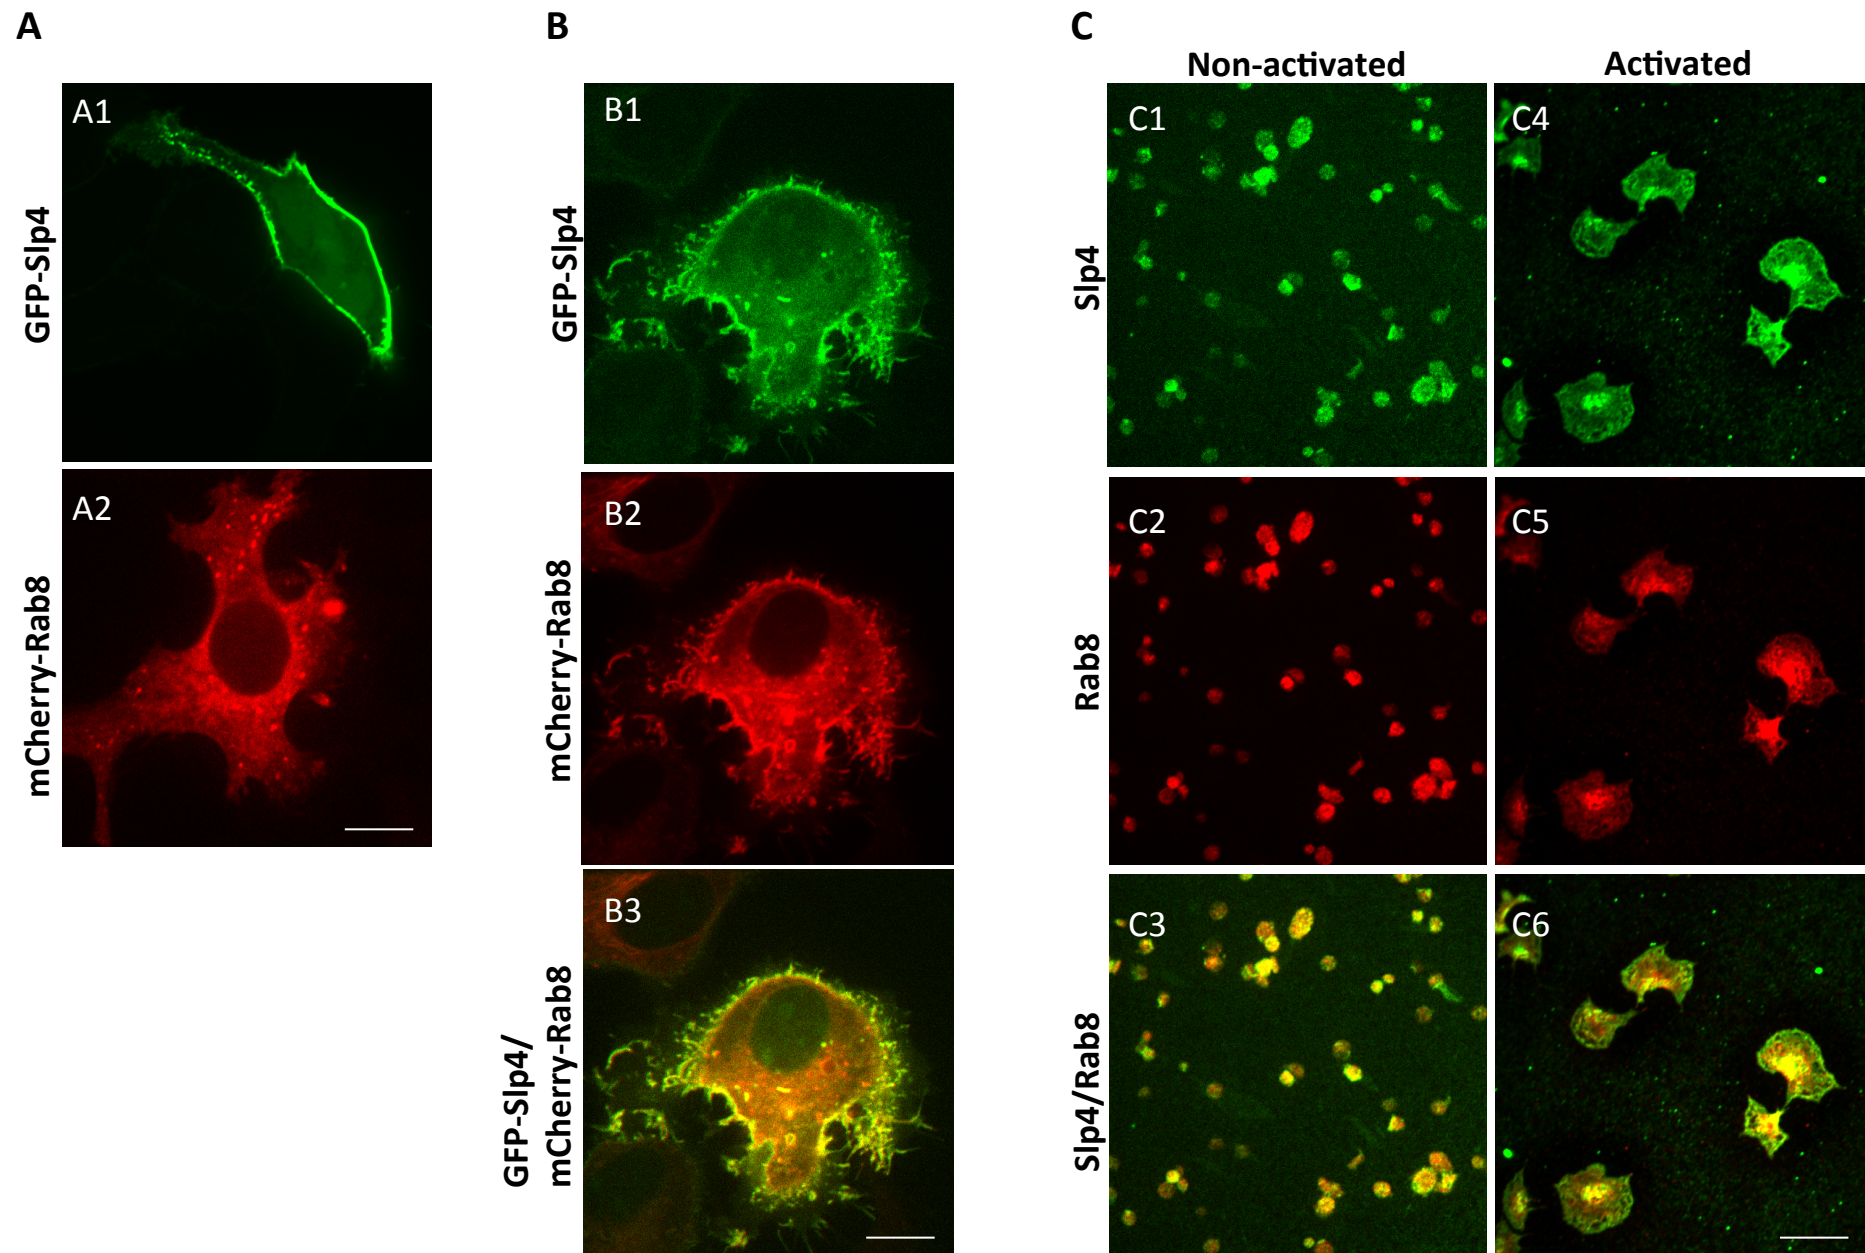 A
B
C
Non-activated
Activated
A1
B1
C1
C4
GFP-Slp4
GFP-Slp4
Slp4
A2
B2
C2
C5
mCherry-Rab8
mCherry-Rab8
Rab8
B3
C3
C6
GFP-Slp4/
mCherry-Rab8
Slp4/Rab8